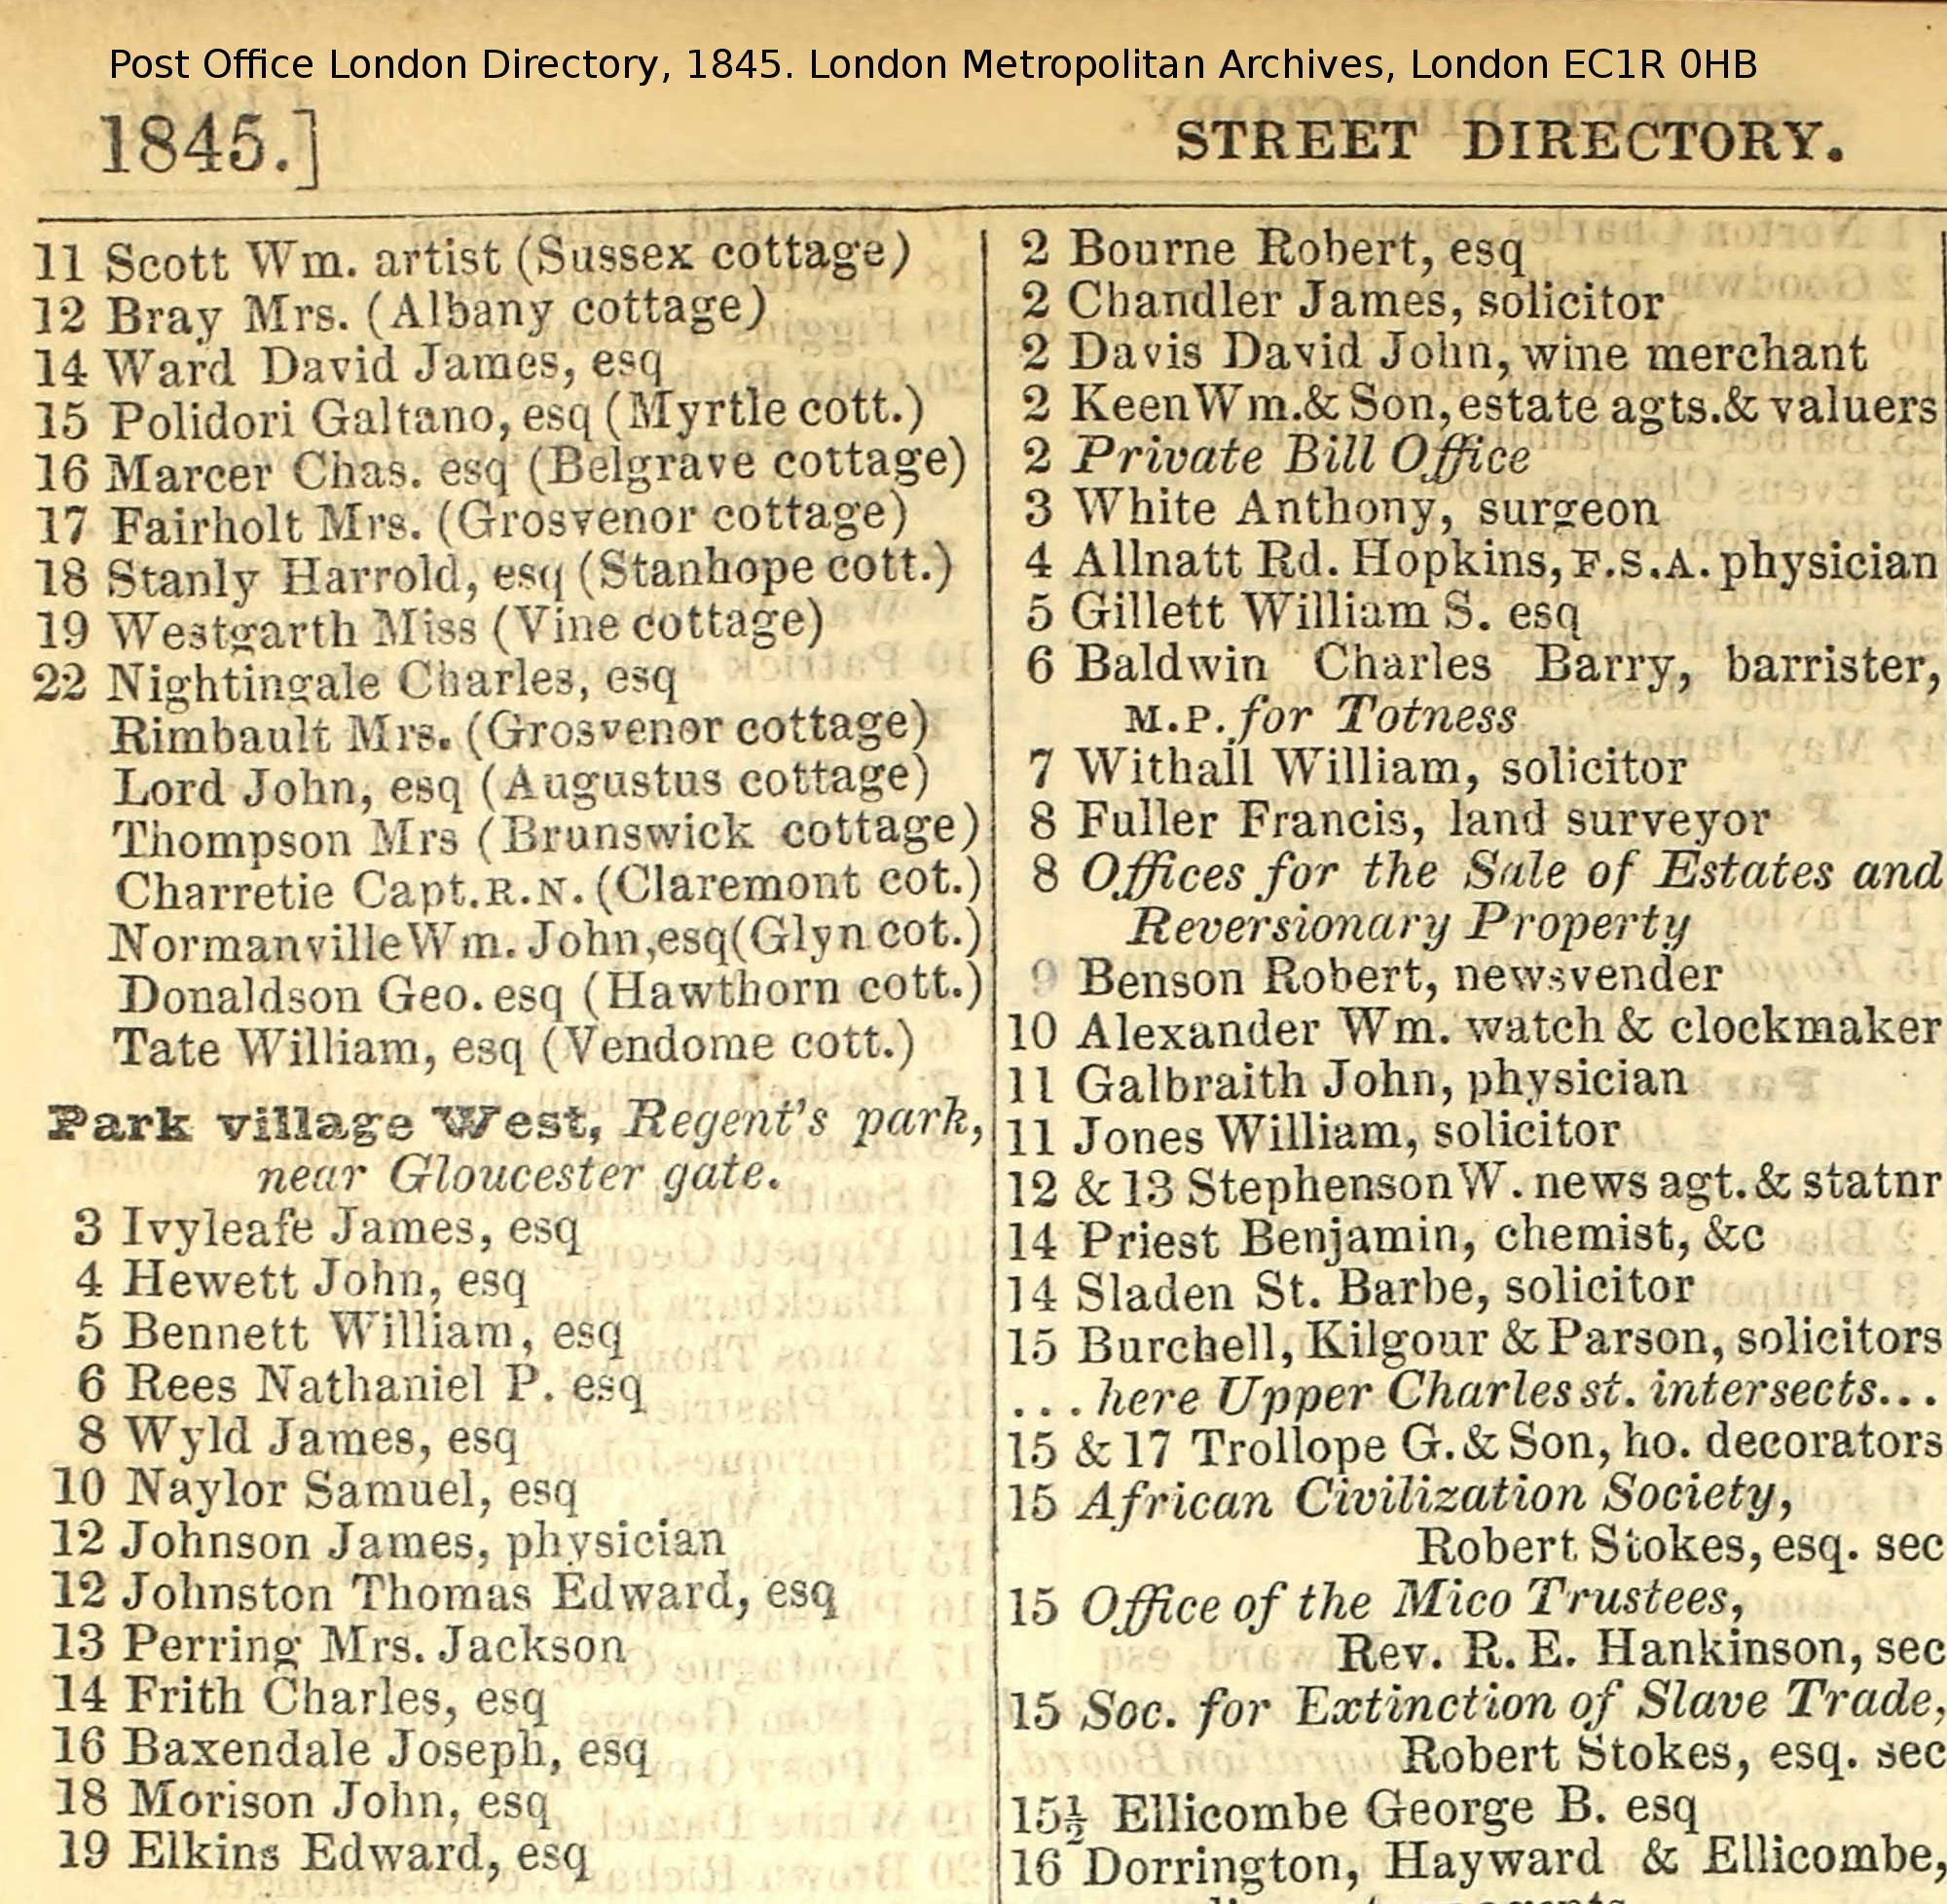 Post Office London Directory, 1845. London Metropolitan Archives, London EC1R 0HB
1845.]
STREET DIRECTORY.
11 Scott Wm. artist (Sussex cottage)
12 Bray Mrs. (Albany cottage)
14 Ward David James, esq
15 Polidori Galtano, esq (Myrtle cott.)
16 Marcer Chas. esq (Belgrave cottage)
17 Fairholt Mrs. (Grosvenor cottage)
18 Stanly Harrold, esq (Stanhope cott.)
19 Westgarth Miss (Vine cottage)
22 Nightingale Charles, esq
Rimbault Mrs. (Grosvenor cottage)
Lord John, esq (Augustus cottage)
Thompson Mrs (Brunswick cottage)
Charretie Capt. R.N. (Claremont cot.)
Normanville Wm. John, esq (Glyn cot.)
Donaldson Geo. esq (Hawthorn cott.)
Tate William, esq (Vendome cott.)
Park village West, Regent's park,
near Gloucester gate.
3 Ivyleafe James, esq
4 Hewett John, esq
5 Bennett William, esq
6 Rees Nathaniel P. esq
8 Wyld James, esq
10 Naylor Samuel, esq
12 Johnson James, physician
12 Johnston Thomas Edward, esq
13 Perring Mrs. Jackson
14 Frith Charles, esq
16 Baxendale Joseph, esq
18 Morison John, esq
19 Elkins Edward, esq
2 Bourne Robert, esq
2 Chandler James, solicitor
2 Davis David John, wine merchant
2 Keen Wm. & Son, estate agts. & valuers
2 Private Bill Office
3 White Anthony, surgeon
4 Allnatt Rd. Hopkins, F.S.A. physician
5 Gillett William S. esq
6 Baldwin Charles Barry, barrister,
M.P. for Totness
7 Withall William, solicitor
8 Fuller Francis, land surveyor
8 Offices for the Sale of Estates and
Reversionary Property
9 Benson Robert, newsvender
10 Alexander Wm. watch & clockmaker
11 Galbraith John, physician
11 Jones William, solicitor
12 & 13 Stephenson W. news agt. & statnr
14 Priest Benjamin, chemist, &c
14 Sladen St. Barbe, solicitor
15 Burchell, Kilgour & Parson, solicitors
...here Upper Charles st. intersects...
15 & 17 Trollope G. & Son, ho. decorators
15 African Civilization Society,
Robert Stokes, esq. sec
15 Office of the Mico Trustees,
Rev. R. E. Hankinson, sec
15 Soc. for Extinction of Slave Trade,
Robert Stokes, esq. sec
15½ Ellicombe George B. esq
16 Dorrington, Hayward & Ellicombe,